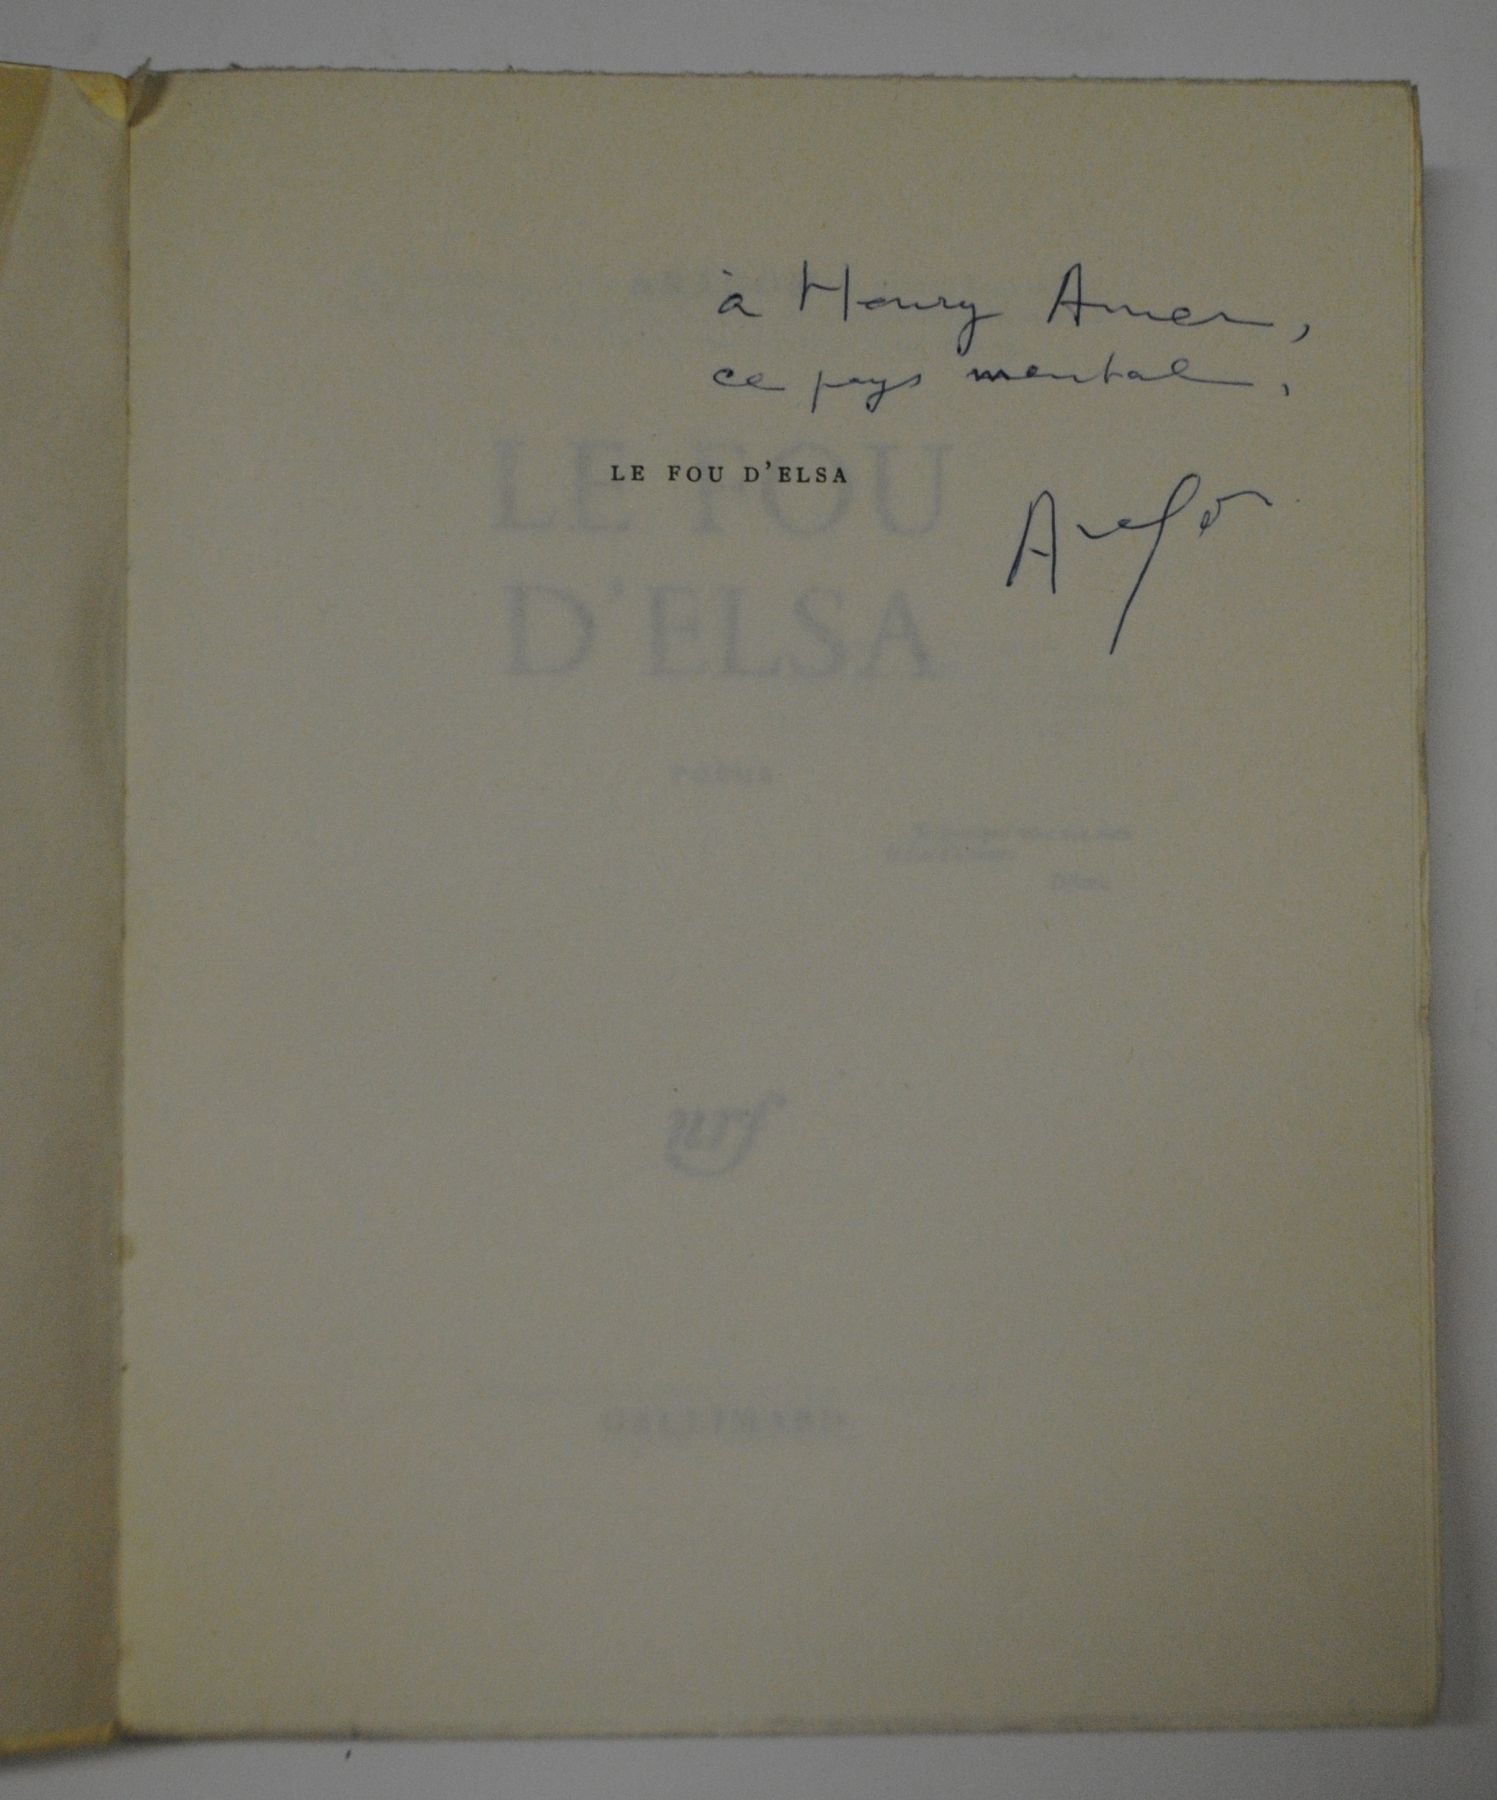 à Henry Amer,
ce pays mental,
LE FOU D'ELSA
Aragon
LE FOU
D'ELSA
POÈME
nrf
GALLIMARD